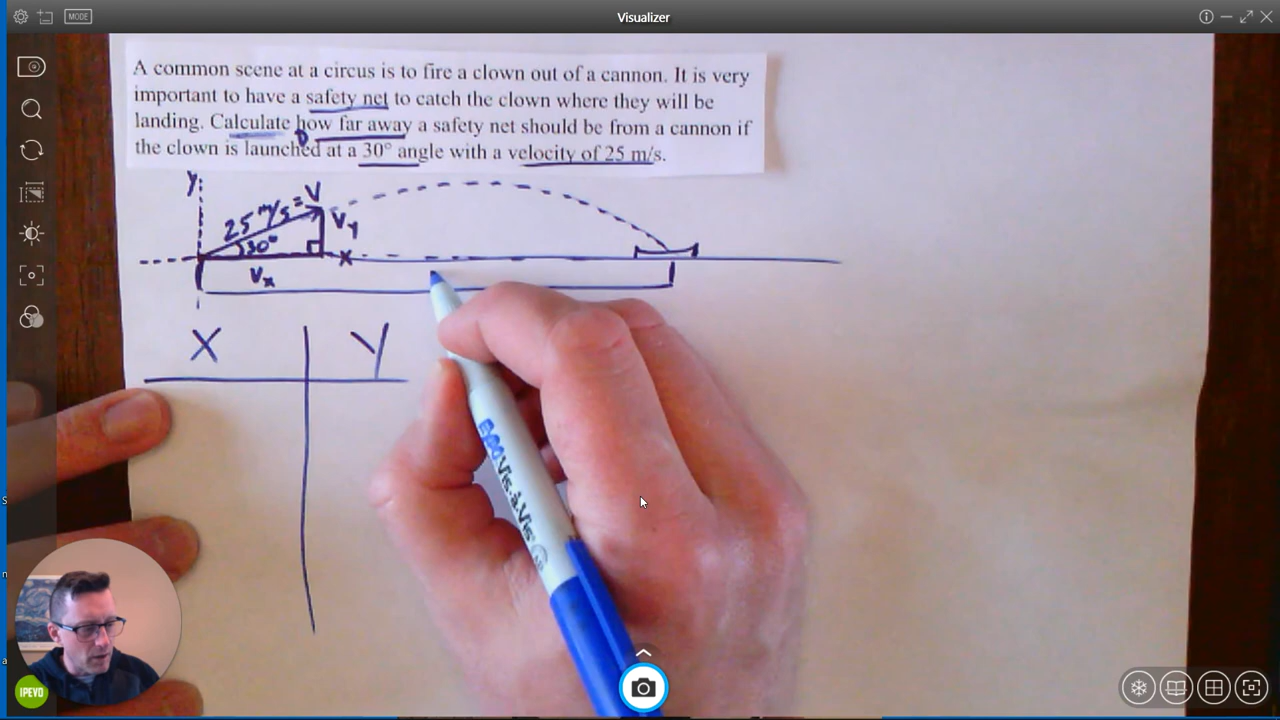 Visualizer
MODE
A common scene at a circus is to fire a clown out of a cannon. It is very
important to have a safety net to catch the clown where they will be
landing. Calculate how far away a safety net should be from a cannon if
the clown is launched at a 30° angle with a velocity of 25 m/s.
y
25 m/s = V
Vy
30°
x
Vx
X Y
EXPO Vis-à-Vis
IPEVO